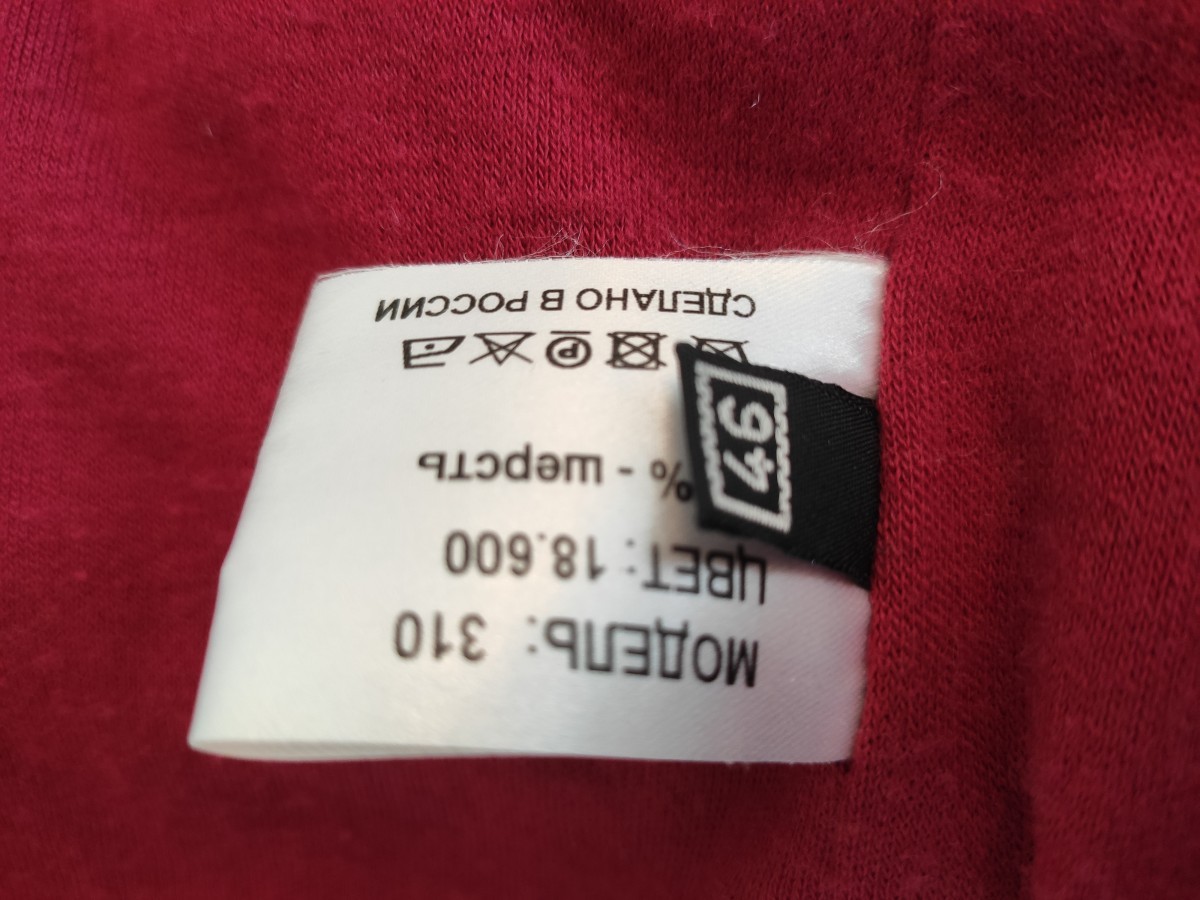 МОДЕЛЬ: 310
ЦВЕТ: 18.600
% - шерсть
СДЕЛАНО В РОССИИ
46